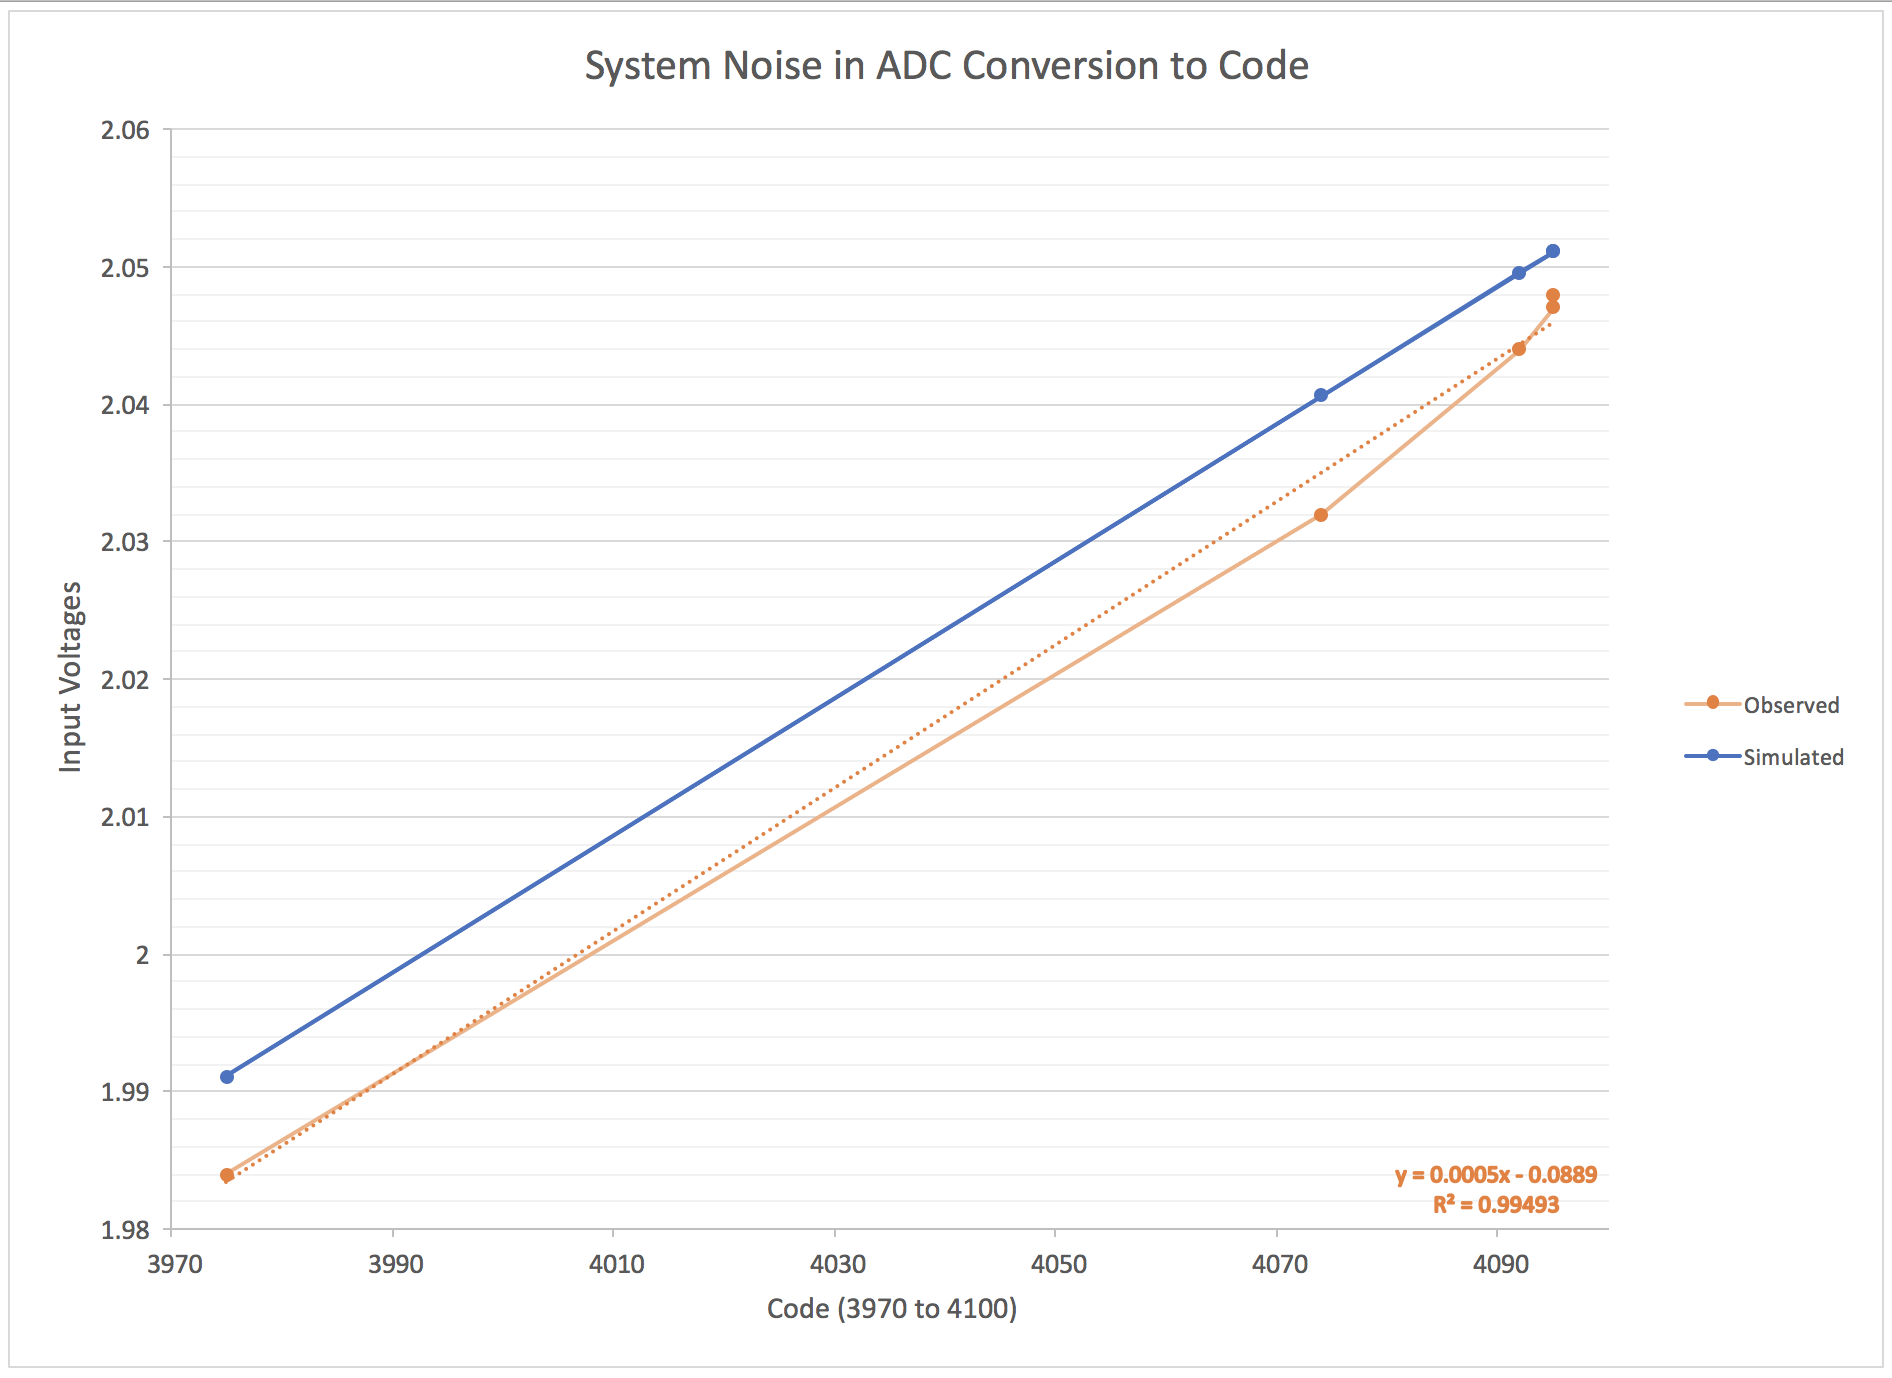 System Noise in ADC Conversion to Code
2.06
2.05
2.04
2.03
2.02
2.01
2
1.99
1.98
Input Voltages
3970 3990 4010 4030 4050 4070 4090
Code (3970 to 4100)
Observed
Simulated
y = 0.0005x - 0.0889
R² = 0.99493